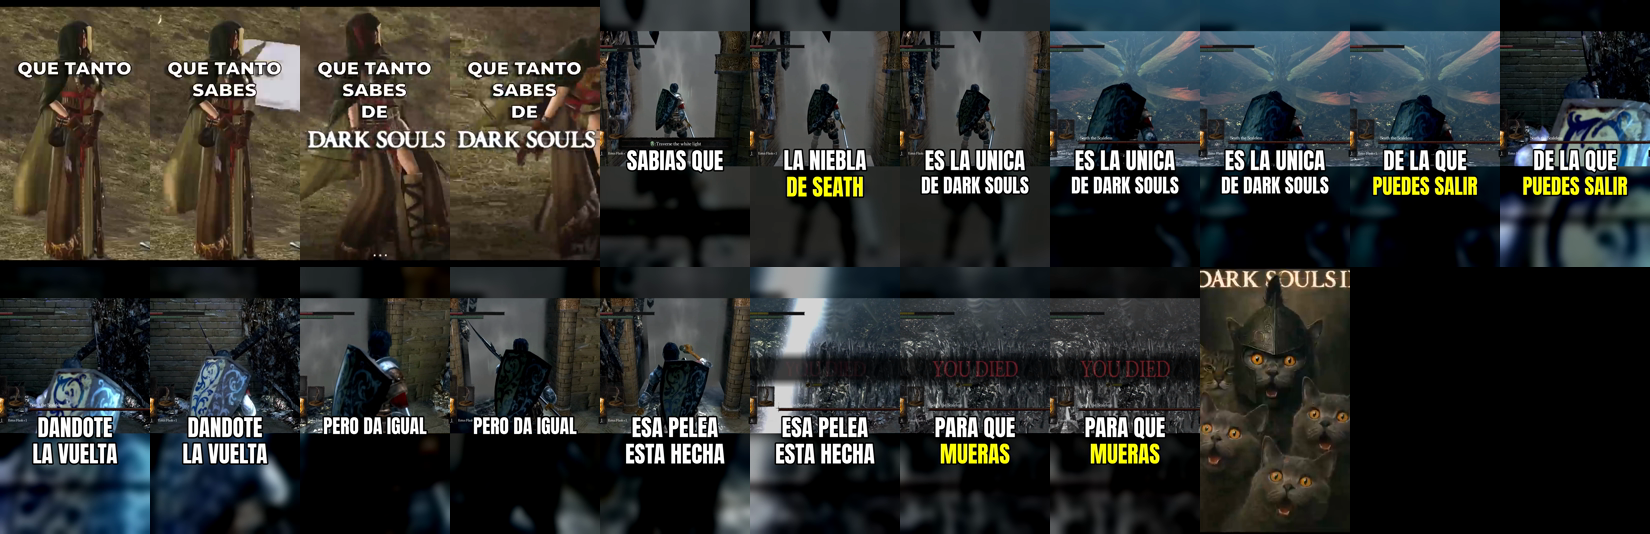 QUE TANTO
QUE TANTO
SABES
QUE TANTO
SABES
DE
DARK SOULS
...
QUE TANTO
SABES
DE
DARK SOULS
SABIAS QUE
LA NIEBLA
DE SEATH
ES LA UNICA
DE DARK SOULS
ES LA UNICA
DE DARK SOULS
ES LA UNICA
DE DARK SOULS
DE LA QUE
PUEDES SALIR
DE LA QUE
PUEDES SALIR
DANDOTE
LA VUELTA
DANDOTE
LA VUELTA
PERO DA IGUAL
PERO DA IGUAL
ESA PELEA
ESTA HECHA
ESA PELEA
ESTA HECHA
YOU DIED
PARA QUE
MUERAS
YOU DIED
PARA QUE
MUERAS
DARK SOULS II